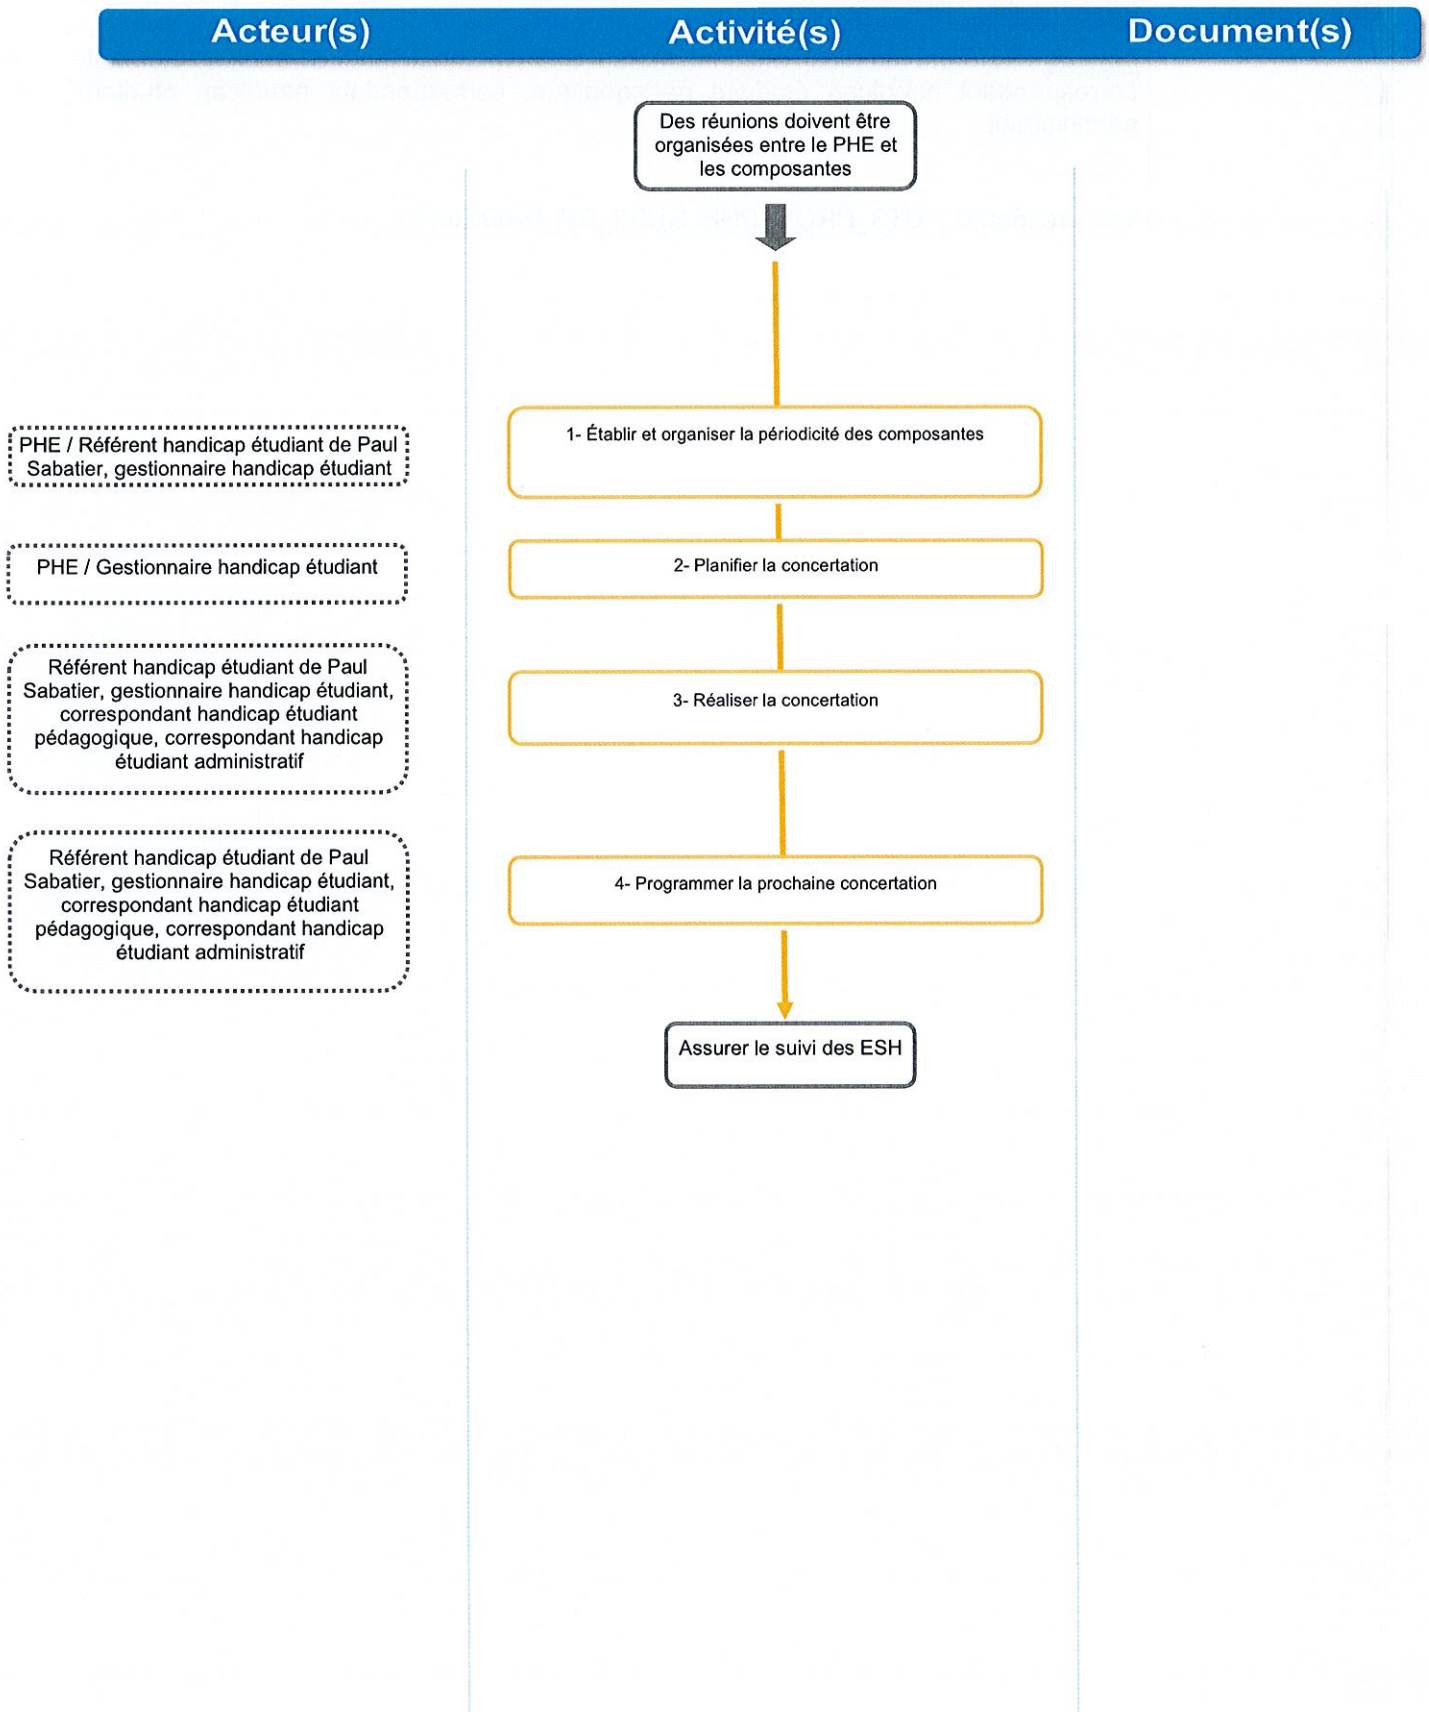 Acteur(s) Activité(s) Document(s)
Des réunions doivent être
organisées entre le PHE et
les composantes
PHE / Référent handicap étudiant de Paul
Sabatier, gestionnaire handicap étudiant
1- Établir et organiser la périodicité des composantes
PHE / Gestionnaire handicap étudiant
2- Planifier la concertation
Référent handicap étudiant de Paul
Sabatier, gestionnaire handicap étudiant,
correspondant handicap étudiant
pédagogique, correspondant handicap
étudiant administratif
3- Réaliser la concertation
Référent handicap étudiant de Paul
Sabatier, gestionnaire handicap étudiant,
correspondant handicap étudiant
pédagogique, correspondant handicap
étudiant administratif
4- Programmer la prochaine concertation
Assurer le suivi des ESH